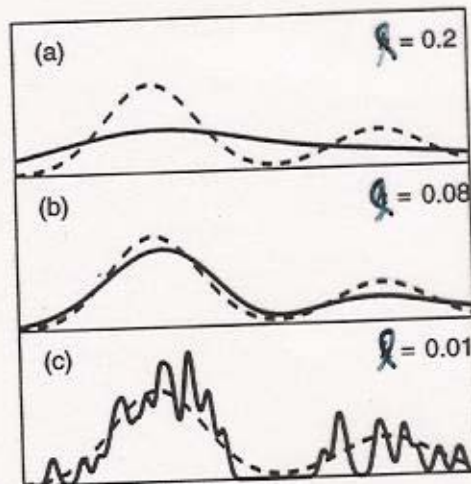 (a) = 0.2
(b) = 0.08
(c) = 0.01